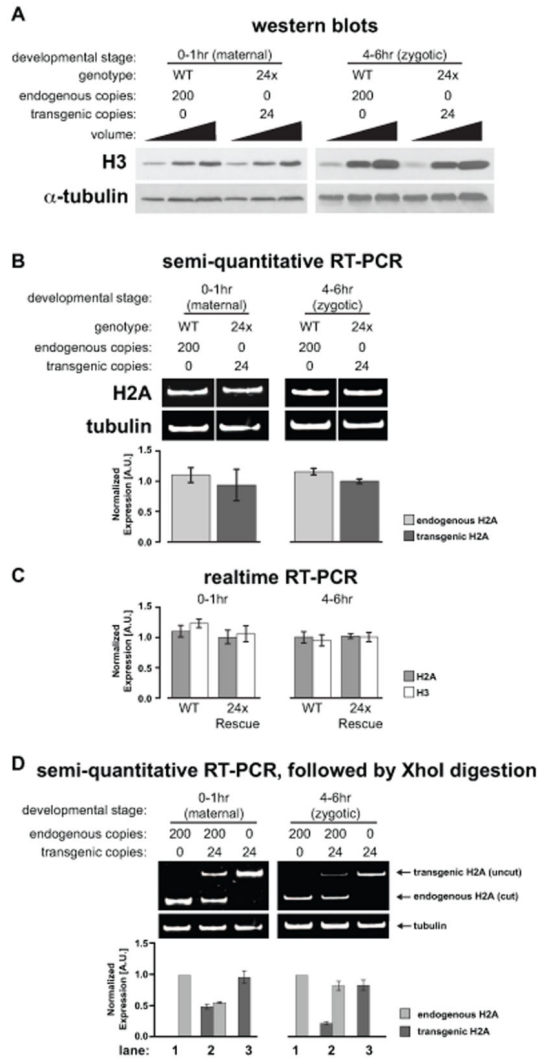 A
western blots
developmental stage: 0-1hr (maternal) 4-6hr (zygotic)
genotype: WT 24x WT 24x
endogenous copies: 200 0 200 0
transgenic copies: 0 24 0 24
volume:
H3
α-tubulin
B
semi-quantitative RT-PCR
developmental stage: 0-1hr (maternal) 4-6hr (zygotic)
genotype: WT 24x WT 24x
endogenous copies: 200 0 200 0
transgenic copies: 0 24 0 24
H2A
tubulin
Normalized Expression [A.U.]
1.5
1.0
0.5
0.0
endogenous H2A
transgenic H2A
C
realtime RT-PCR
0-1hr 4-6hr
Normalized Expression [A.U.]
1.5
1.0
0.5
0.0
H2A
H3
WT 24x WT 24x
Rescue Rescue
D
semi-quantitative RT-PCR, followed by XhoI digestion
developmental stage: 0-1hr (maternal) 4-6hr (zygotic)
endogenous copies: 200 200 0 200 200 0
transgenic copies: 0 24 24 0 24 24
transgenic H2A (uncut)
endogenous H2A (cut)
tubulin
Normalized Expression [A.U.]
1.5
1.0
0.5
0.0
endogenous H2A
transgenic H2A
lane: 1 2 3 1 2 3